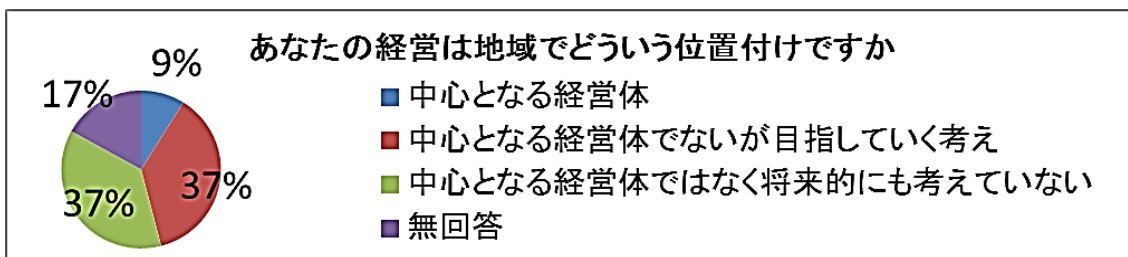 あなたの経営は地域でどういう位置付けですか
9%
17%
37%
37%
■ 中心となる経営体
■ 中心となる経営体でないが目指していく考え
■ 中心となる経営体ではなく将来的にも考えていない
■ 無回答